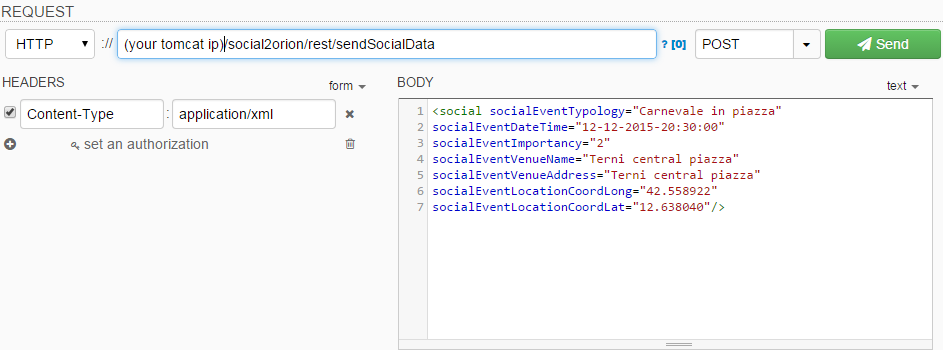 REQUEST
HTTP :// (your tomcat ip)/social2orion/rest/sendSocialData ? [0] POST Send
HEADERS form
Content-Type : application/xml
set an authorization
BODY text
1 <social socialEventTypology="Carnevale in piazza"
2 socialEventDateTime="12-12-2015-20:30:00"
3 socialEventImportancy="2"
4 socialEventVenueName="Terni central piazza"
5 socialEventVenueAddress="Terni central piazza"
6 socialEventLocationCoordLong="42.558922"
7 socialEventLocationCoordLat="12.638040"/>